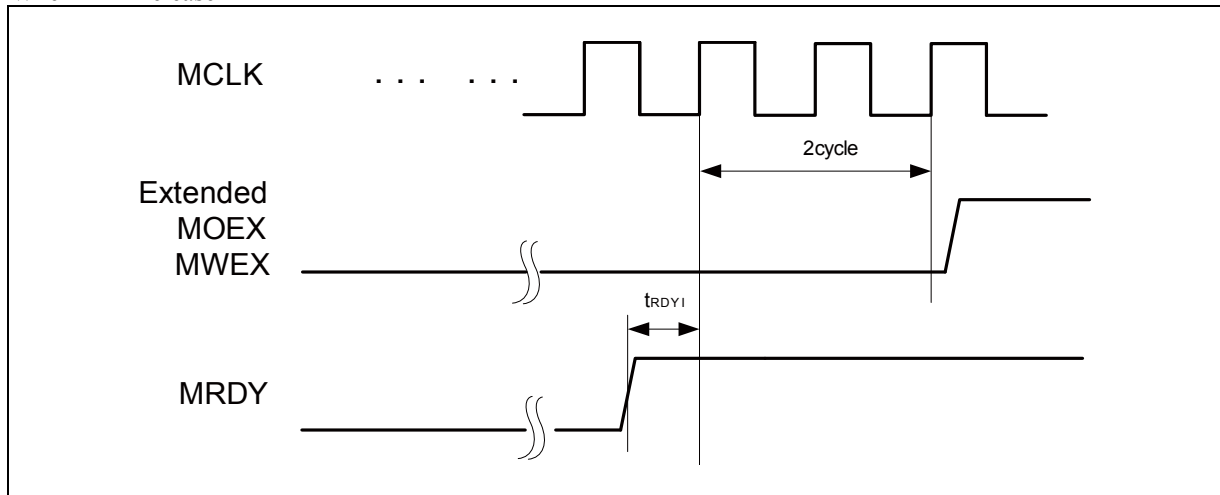 MCLK
. . . . . .
2cycle
Extended
MOEX
MWEX
tRDYI
MRDY